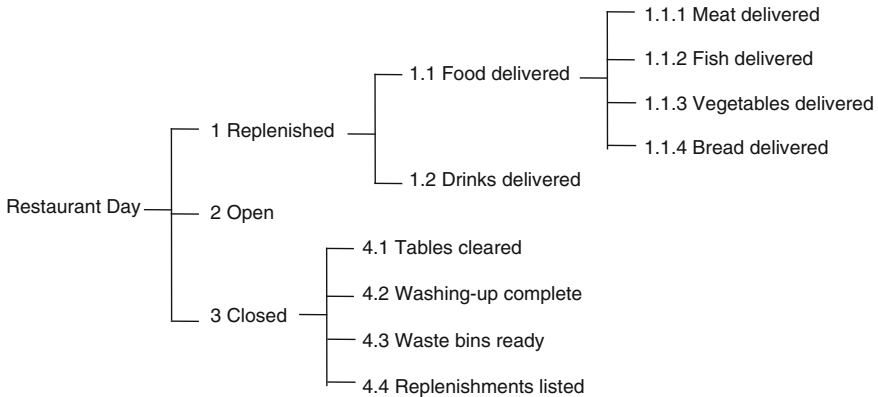 1.1.1 Meat delivered
1.1 Food delivered
1.1.2 Fish delivered
1.1.3 Vegetables delivered
1 Replenished
1.1.4 Bread delivered
1.2 Drinks delivered
Restaurant Day
2 Open
4.1 Tables cleared
4.2 Washing-up complete
3 Closed
4.3 Waste bins ready
4.4 Replenishments listed